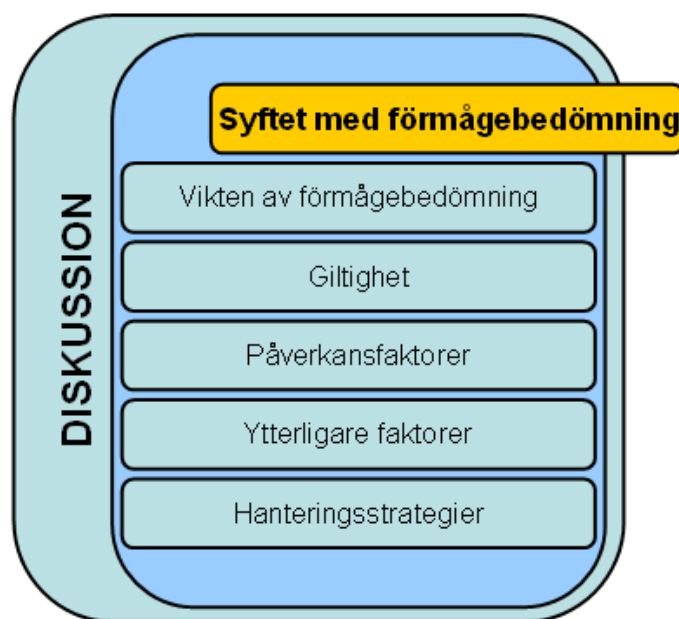 DISKUSSION
Syftet med förmågebedömning
Vikten av förmågebedömning
Giltighet
Påverkansfaktorer
Ytterligare faktorer
Hanteringsstrategier